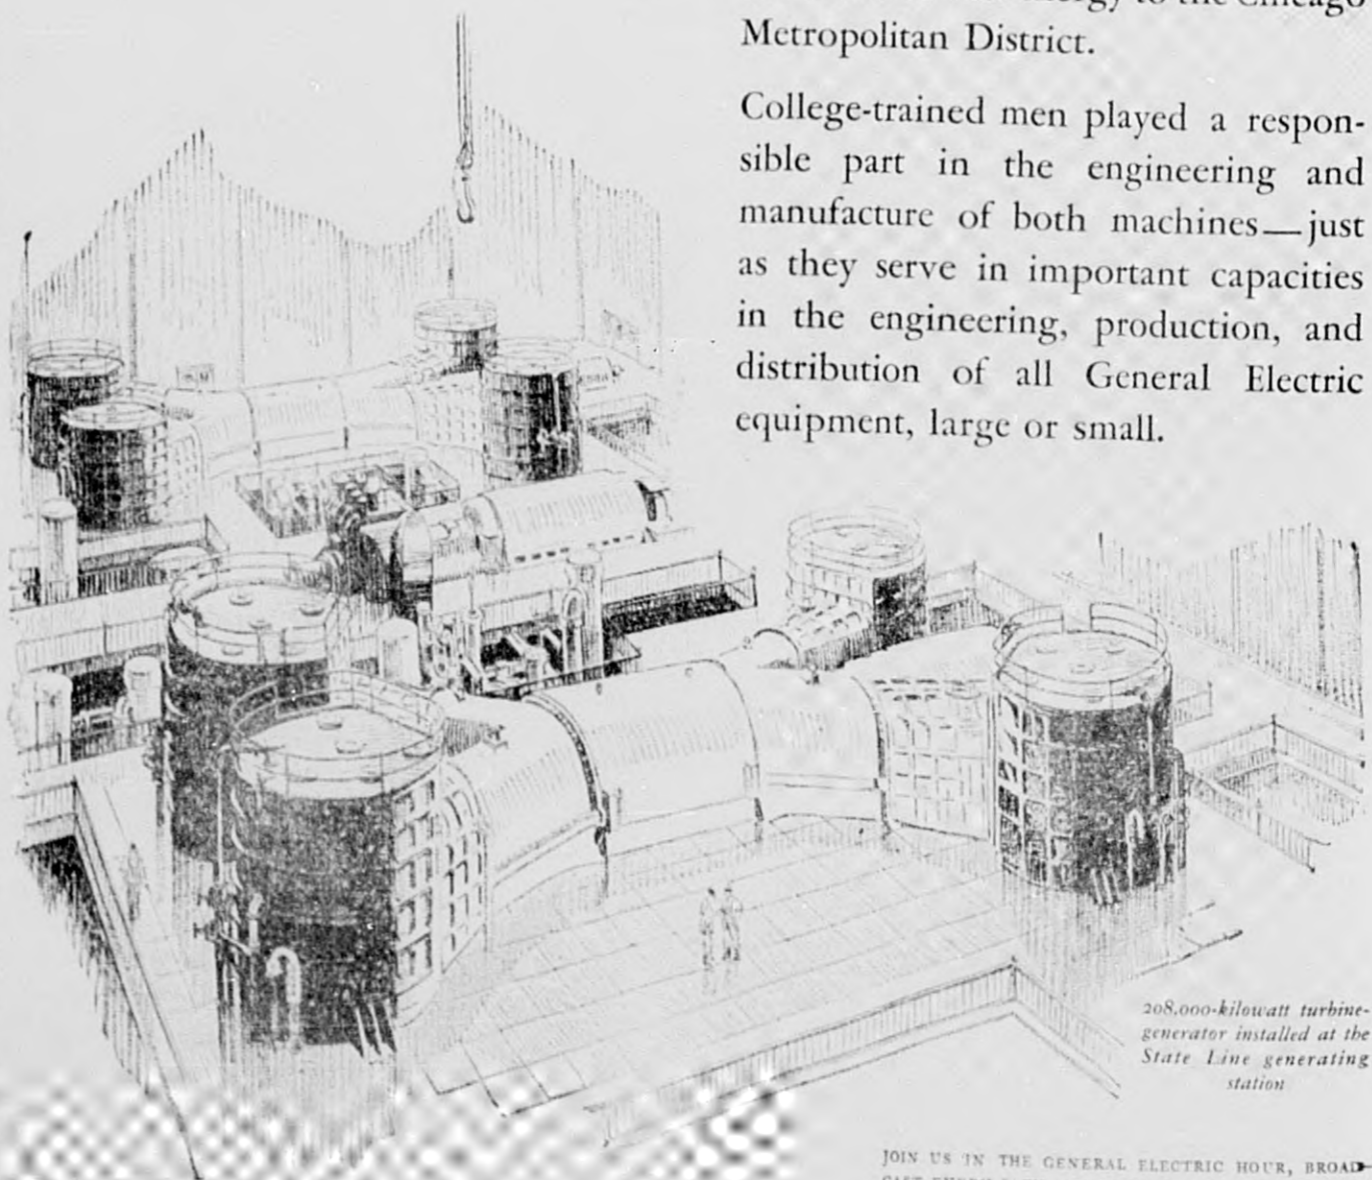 to the Chicago
Metropolitan District.
College-trained men played a respon-
sible part in the engineering and
manufacture of both machines—just
as they serve in important capacities
in the engineering, production, and
distribution of all General Electric
equipment, large or small.
208,000-kilowatt turbine-
generator installed at the
State Line generating
station
JOIN US IN THE GENERAL ELECTRIC HOUR, BROAD-